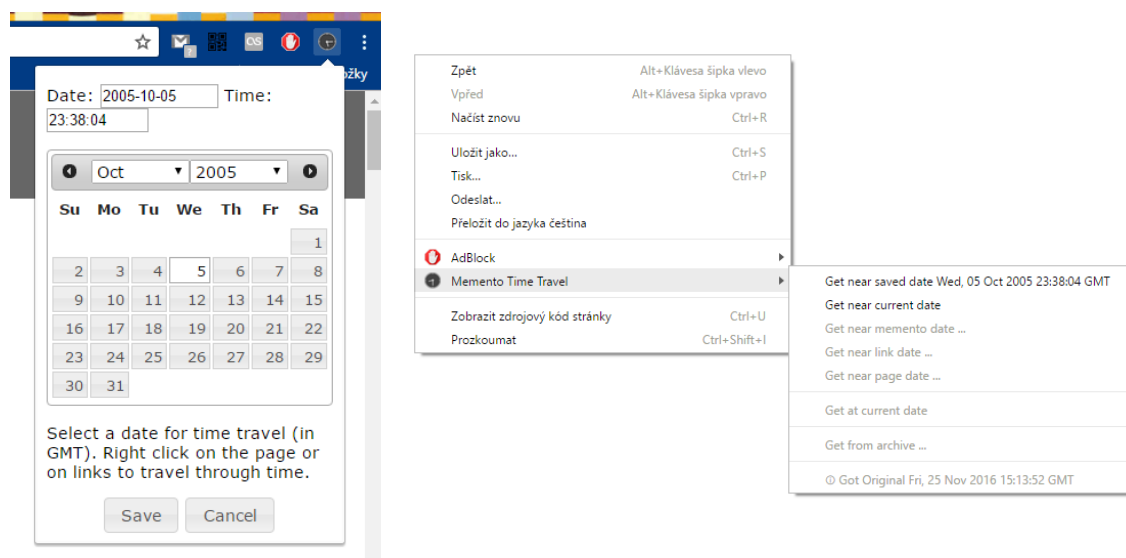 ?
žky
Date: 2005-10-05 Time:
23:38:04
Oct 2005
Su Mo Tu We Th Fr Sa
1
2 3 4 5 6 7 8
9 10 11 12 13 14 15
16 17 18 19 20 21 22
23 24 25 26 27 28 29
30 31
Select a date for time travel (in
GMT). Right click on the page or
on links to travel through time.
Save Cancel
Zpět Alt+Klávesa šipka vlevo
Vpřed Alt+Klávesa šipka vpravo
Načíst znovu Ctrl+R
Uložit jako... Ctrl+S
Tisk... Ctrl+P
Odeslat...
Přeložit do jazyka čeština
AdBlock
Memento Time Travel
Zobrazit zdrojový kód stránky Ctrl+U
Prozkoumat Ctrl+Shift+I
Get near saved date Wed, 05 Oct 2005 23:38:04 GMT
Get near current date
Get near memento date ...
Get near link date ...
Get near page date ...
Get at current date
Get from archive ...
Got Original Fri, 25 Nov 2016 15:13:52 GMT